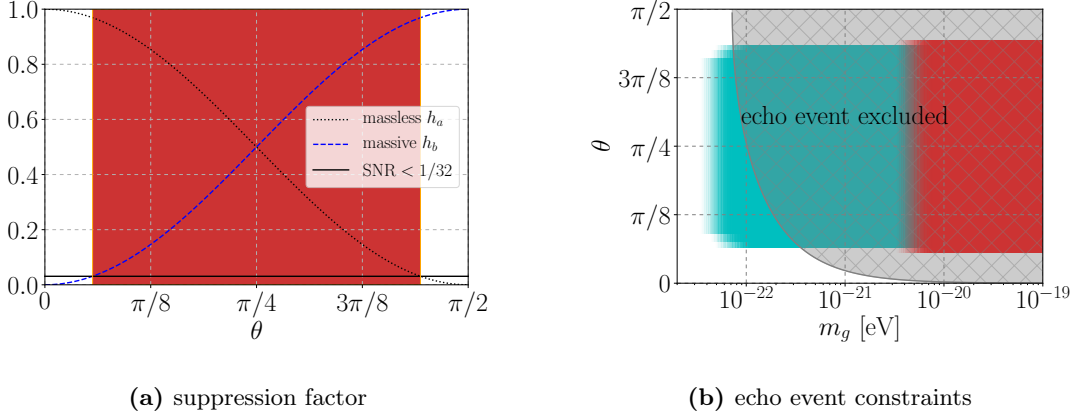 1.0
0.8
0.6
0.4
0.2
0.0
0
π/8
π/4
3π/8
π/2
θ
massless h_a
massive h_b
SNR < 1/32
(a) suppression factor
π/2
3π/8
π/4
π/8
0
θ
echo event excluded
10^{-22}
10^{-21}
10^{-20}
10^{-19}
m_g [eV]
(b) echo event constraints